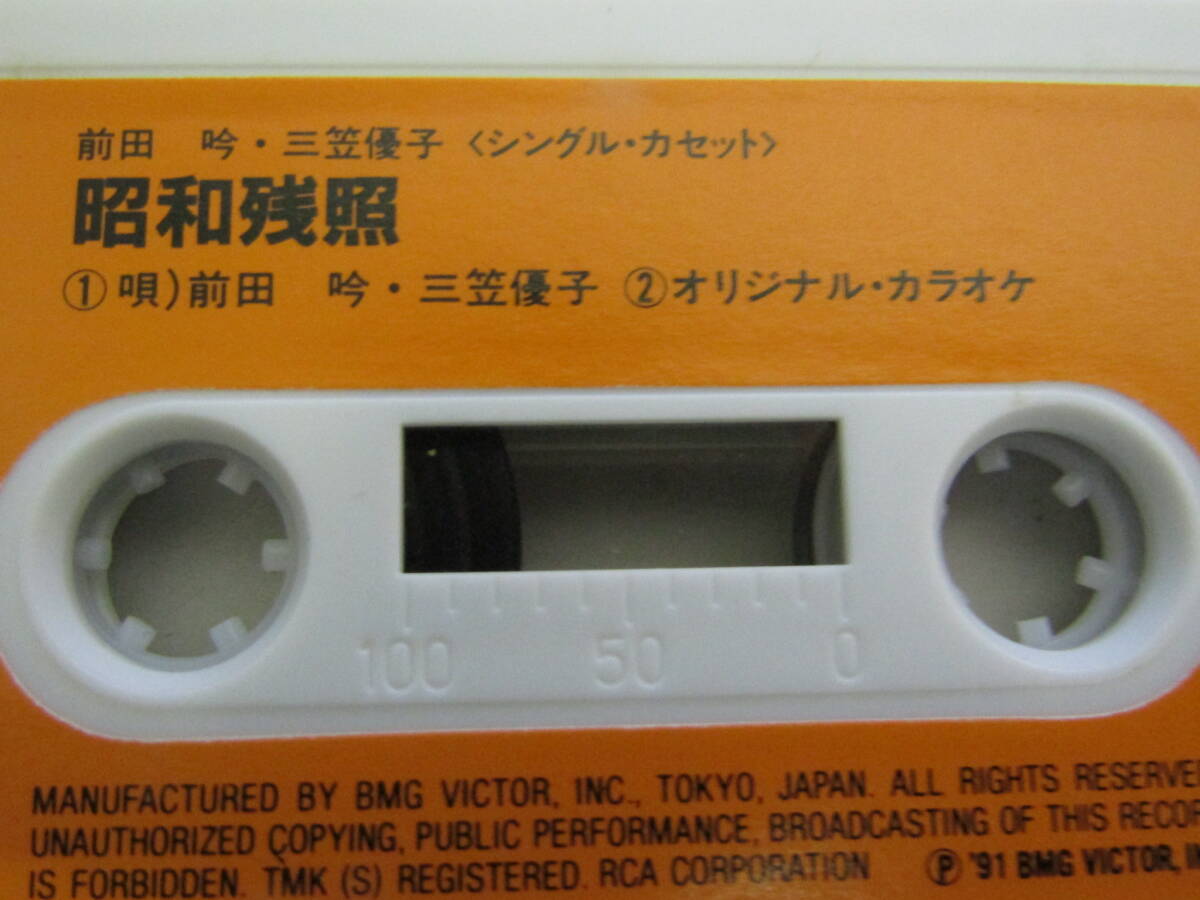 前田　吟・三笠優子〈シングル・カセット〉
昭和残照
①唄)前田　吟・三笠優子 ②オリジナル・カラオケ
100 50 0
MANUFACTURED BY BMG VICTOR, INC., TOKYO, JAPAN. ALL RIGHTS RESERVE
UNAUTHORIZED COPYING, PUBLIC PERFORMANCE, BROADCASTING OF THIS RECOR
IS FORBIDDEN. TMK (S) REGISTERED. RCA CORPORATION ℗ '91 BMG VICTOR, IN